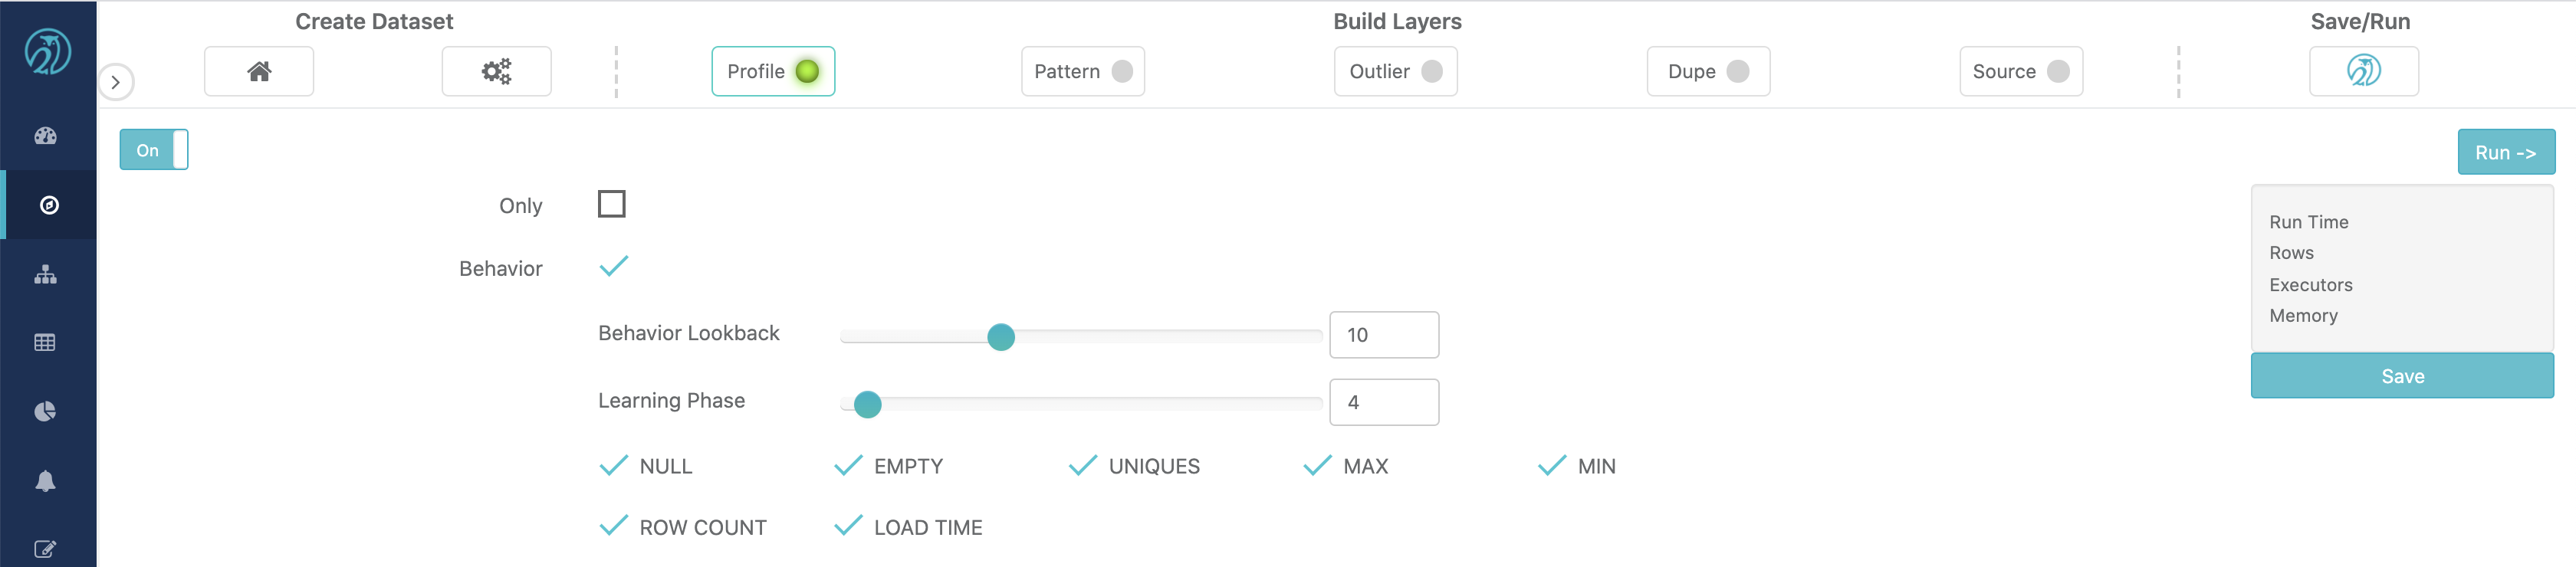 Create Dataset
Build Layers
Save/Run
Profile
Pattern
Outlier
Dupe
Source
On
Run ->
Only
Behavior
Behavior Lookback
10
Learning Phase
4
NULL
EMPTY
UNIQUES
MAX
MIN
ROW COUNT
LOAD TIME
Run Time
Rows
Executors
Memory
Save